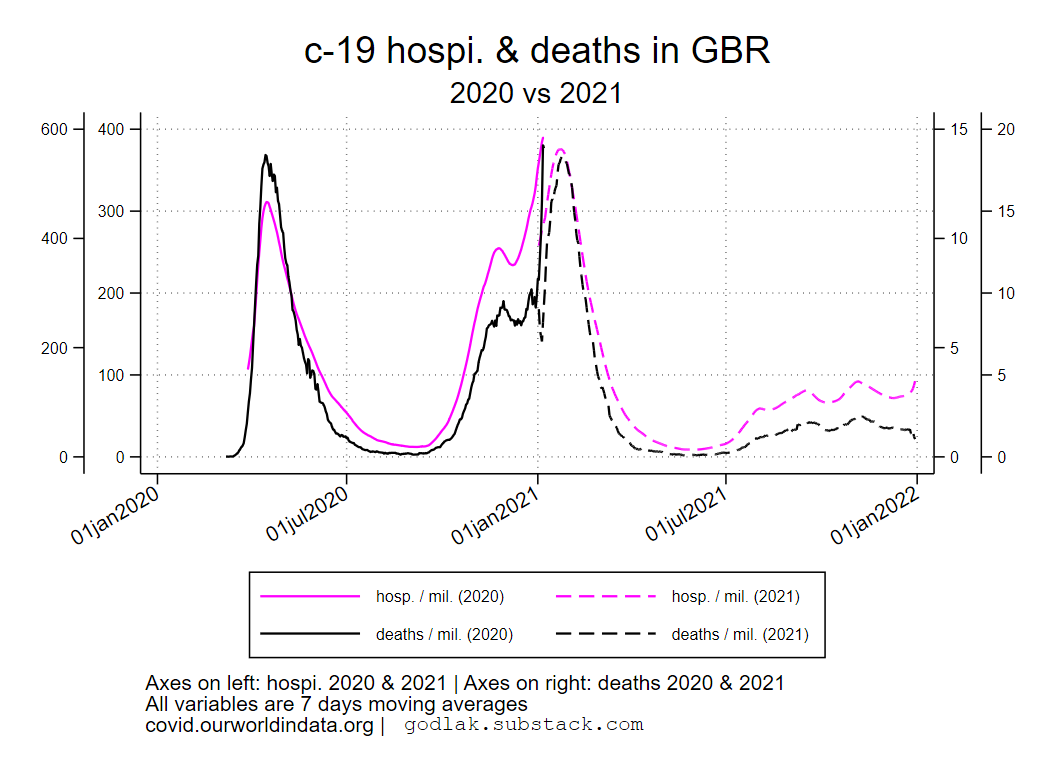 c-19 hospi. & deaths in GBR
2020 vs 2021
600 400 15 20
300 15
400 10
200 10
200 5
100 5
0 0 0 0
01jan2020 01jul2020 01jan2021 01jul2021 01jan2022
hosp. / mil. (2020) hosp. / mil. (2021)
deaths / mil. (2020) deaths / mil. (2021)
Axes on left: hospi. 2020 & 2021 | Axes on right: deaths 2020 & 2021
All variables are 7 days moving averages
covid.ourworldindata.org | godlak.substack.com